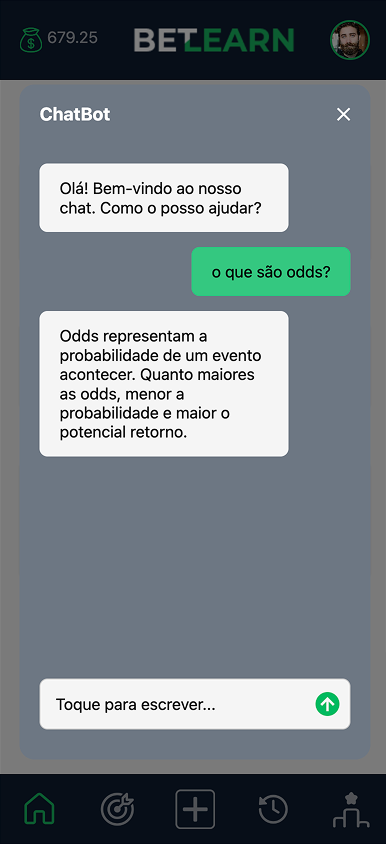 679.25
BETLEARN
ChatBot
Olá! Bem-vindo ao nosso
chat. Como o posso ajudar?
o que são odds?
Odds representam a
probabilidade de um evento
acontecer. Quanto maiores
as odds, menor a
probabilidade e maior o
potencial retorno.
Toque para escrever...